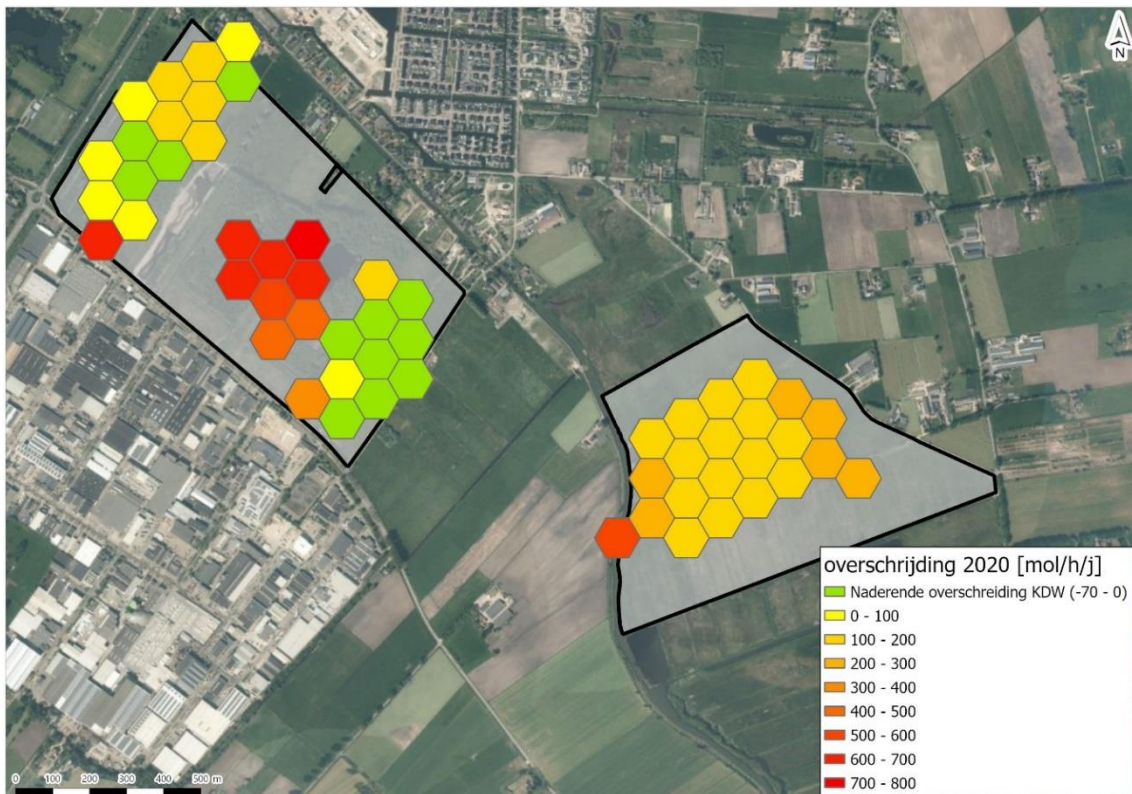 N
overschrijding 2020 [mol/h/j]
Naderende overschreiding KDW (-70 - 0)
0 - 100
100 - 200
200 - 300
300 - 400
400 - 500
500 - 600
600 - 700
700 - 800
0 100 200 300 400 500 m